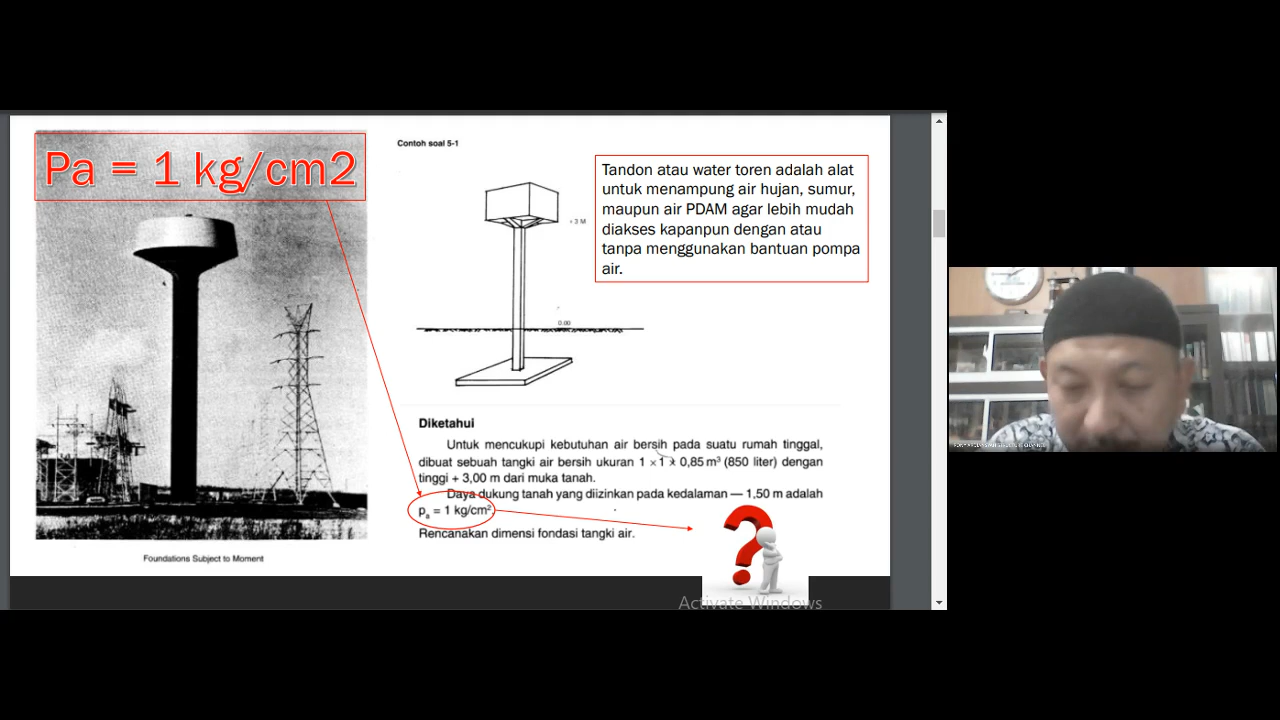 Pa = 1 kg/cm2
Contoh soal 5-1
Tandon atau water toren adalah alat
untuk menampung air hujan, sumur,
maupun air PDAM agar lebih mudah
diakses kapanpun dengan atau
tanpa menggunakan bantuan pompa
air.
+3 M
0.00
Diketahui
Untuk mencukupi kebutuhan air bersih pada suatu rumah tinggal,
dibuat sebuah tangki air bersih ukuran 1 × 1 × 0,85 m³ (850 liter) dengan
tinggi + 3,00 m dari muka tanah.
Daya dukung tanah yang diizinkan pada kedalaman — 1,50 m adalah
pa = 1 kg/cm²
Rencanakan dimensi fondasi tangki air.
Foundations Subject to Moment
Activate Windows